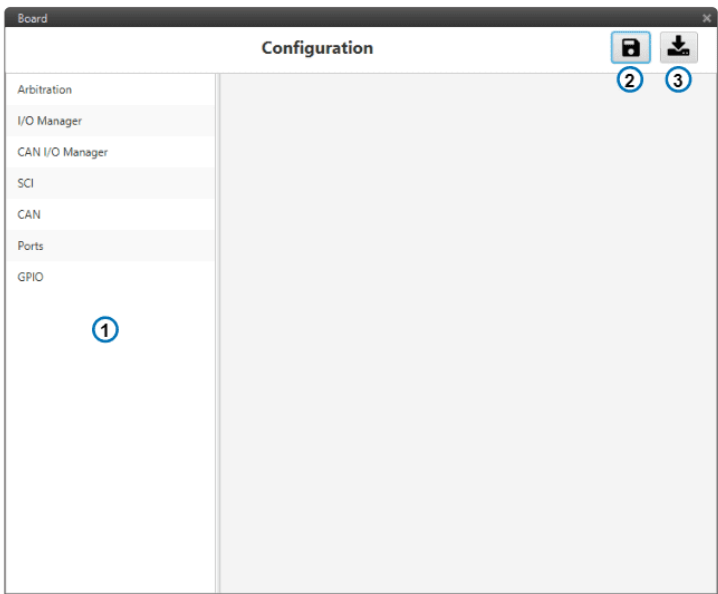 Board
Configuration
2
3
Arbitration
I/O Manager
CAN I/O Manager
SCI
CAN
Ports
GPIO
1